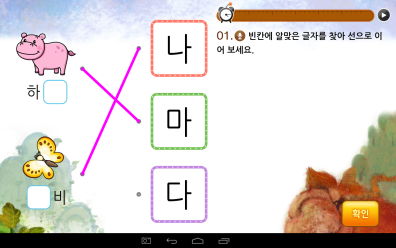 01. 빈칸에 알맞은 글자를 찾아 선으로 이
어 보세요.
나
하
마
비
다
확인